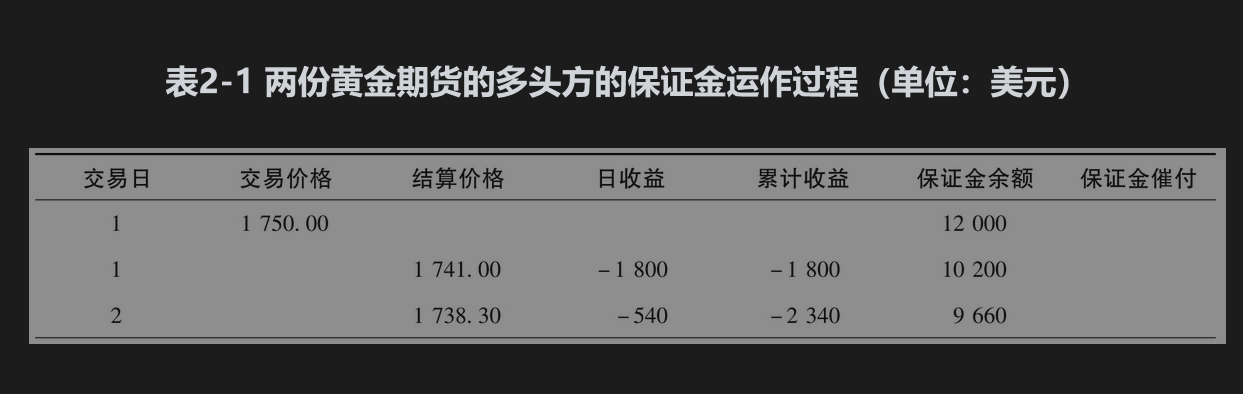 表2-1 两份黄金期货的多头方的保证金运作过程（单位：美元）
交易日 交易价格 结算价格 日收益 累计收益 保证金余额 保证金催付
1 1 750.00 12 000
1 1 741.00 -1 800 -1 800 10 200
2 1 738.30 -540 -2 340 9 660